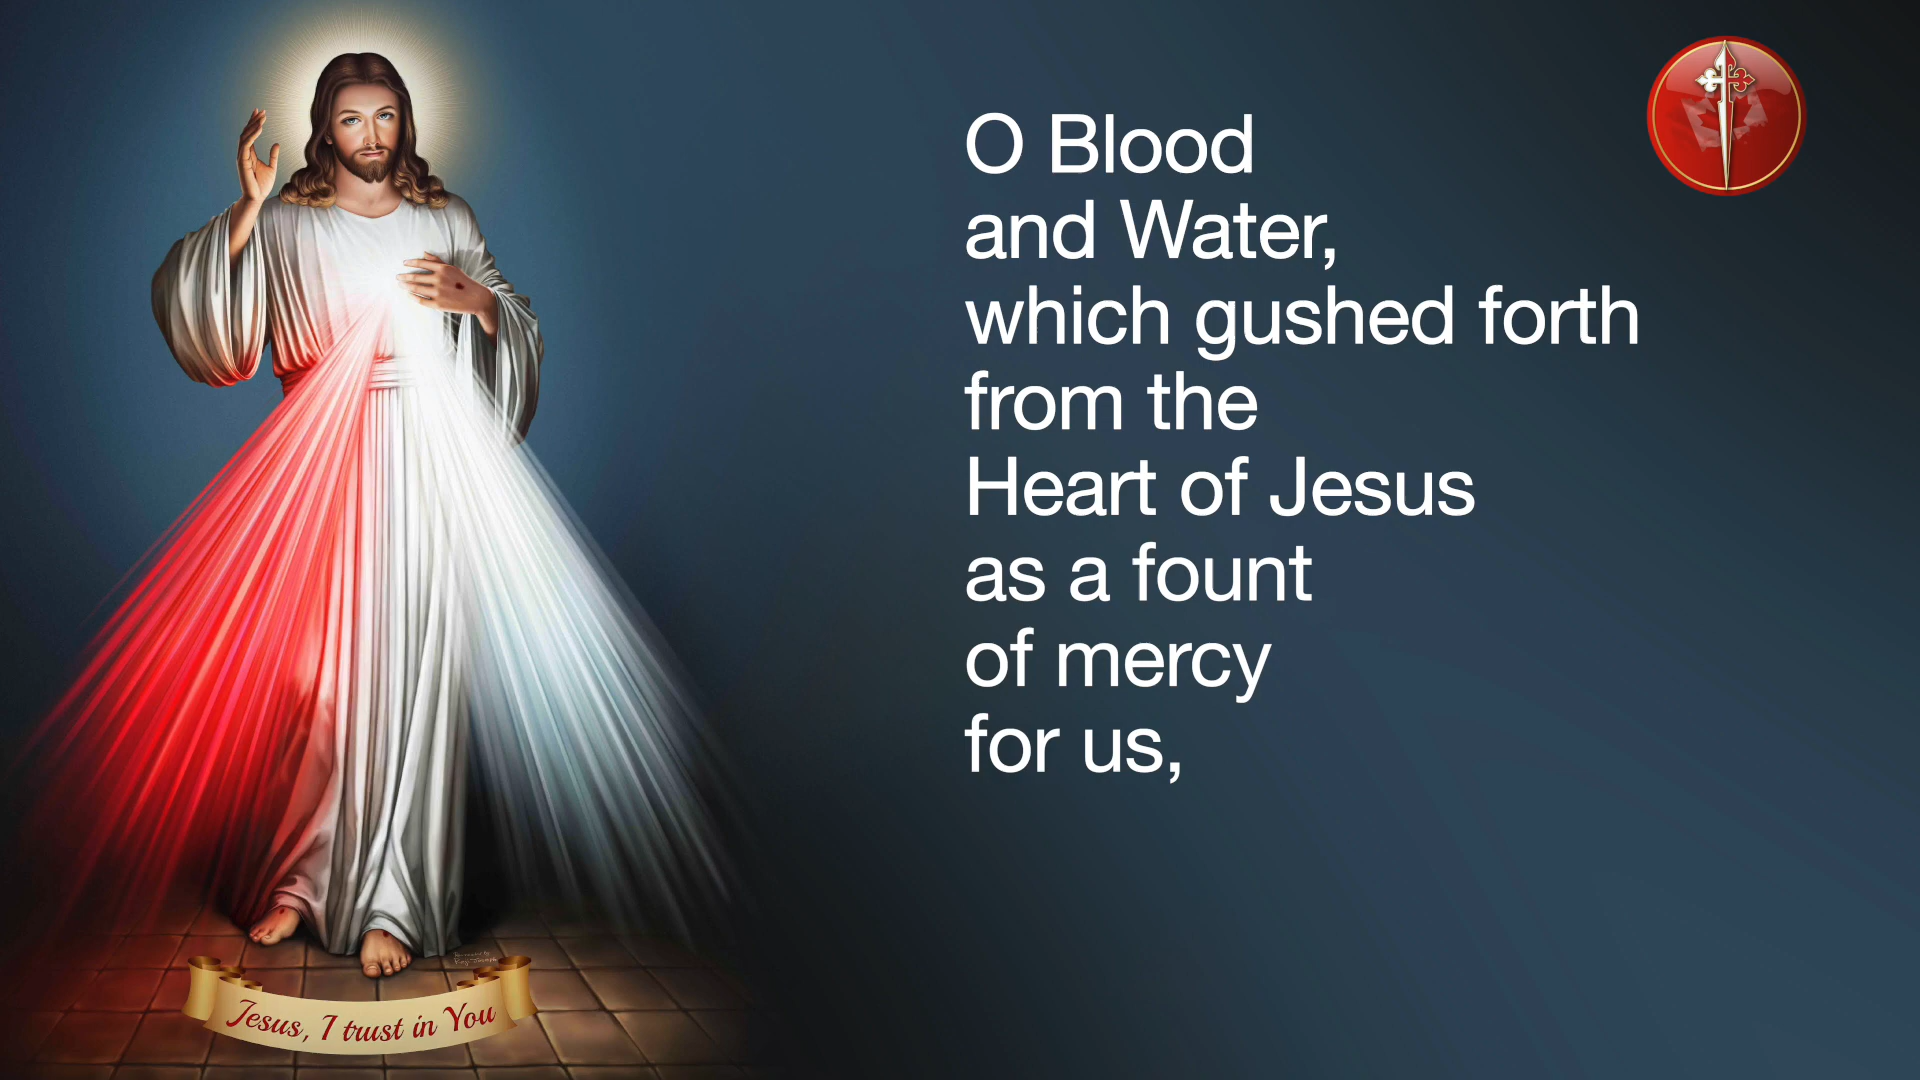 O Blood
and Water,
which gushed forth
from the
Heart of Jesus
as a fount
of mercy
for us,
Jesus, I trust in You